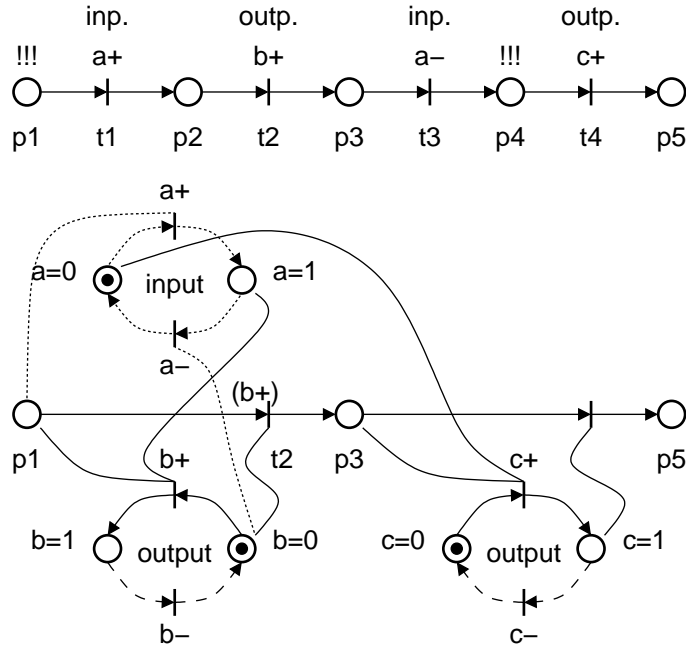 inp. outp. inp. outp.
!!! a+ b+ a− !!! c+
p1 t1 p2 t2 p3 t3 p4 t4 p5
a+
a=0 input a=1
a−
(b+)
p1 b+ t2 p3 c+ p5
b=1 output b=0 c=0 output c=1
b− c−